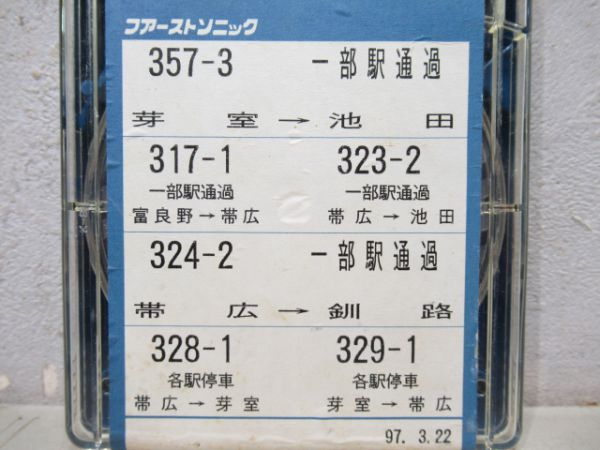 フアーストソニック
357-3 一部駅通過
芽室→池田
317-1 323-2
一部駅通過 一部駅通過
富良野→帯広 帯広→池田
324-2 一部駅通過
帯広→釧路
328-1 329-1
各駅停車 各駅停車
帯広→芽室 芽室→帯広
97. 3.22